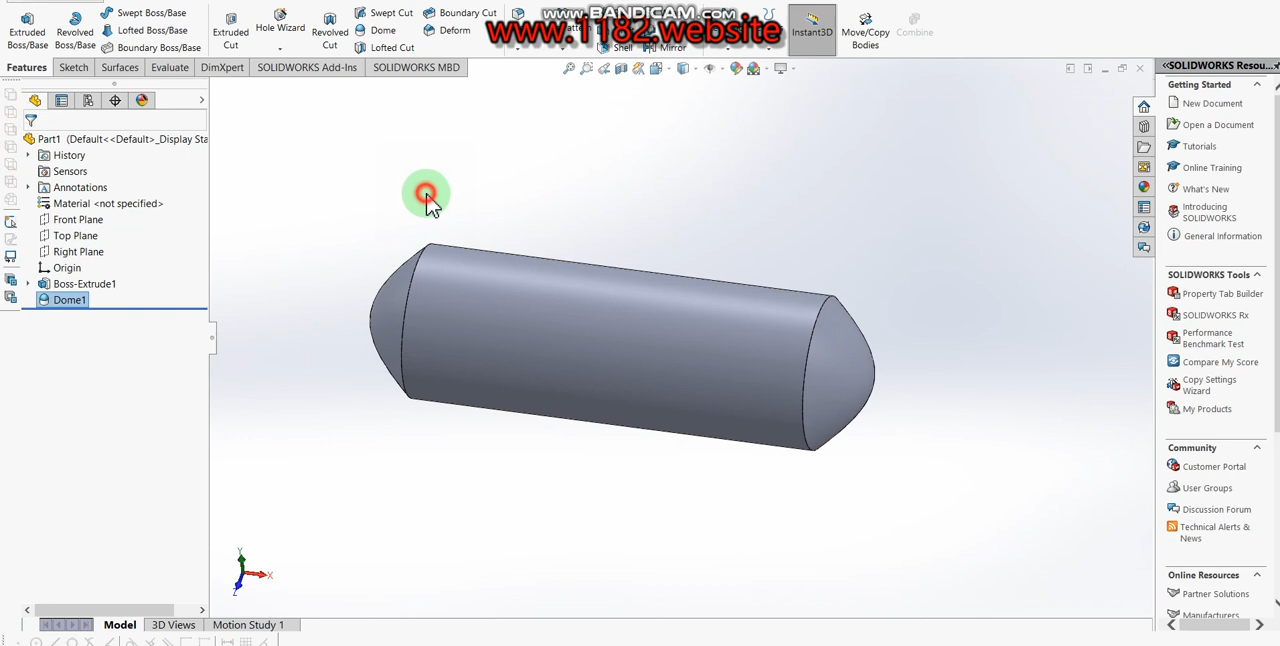 www.BANDICAM.com
www.1182.website
Extruded Boss/Base
Revolved Boss/Base
Swept Boss/Base
Lofted Boss/Base
Boundary Boss/Base
Extruded Cut
Hole Wizard
Revolved Cut
Swept Cut
Dome
Lofted Cut
Boundary Cut
Deform
Shell
Mirror
Instant3D
Move/Copy Bodies
Combine
Features
Sketch
Surfaces
Evaluate
DimXpert
SOLIDWORKS Add-Ins
SOLIDWORKS MBD
Part1 (Default<<Default>_Display Sta
History
Sensors
Annotations
Material <not specified>
Front Plane
Top Plane
Right Plane
Origin
Boss-Extrude1
Dome1
Y
X
Z
Model
3D Views
Motion Study 1
SOLIDWORKS Resou...
Getting Started
New Document
Open a Document
Tutorials
Online Training
What's New
Introducing
SOLIDWORKS
General Information
SOLIDWORKS Tools
Property Tab Builder
SOLIDWORKS Rx
Performance
Benchmark Test
Compare My Score
Copy Settings
Wizard
My Products
Community
Customer Portal
User Groups
Discussion Forum
Technical Alerts &
News
Online Resources
Partner Solutions
Manufacturers